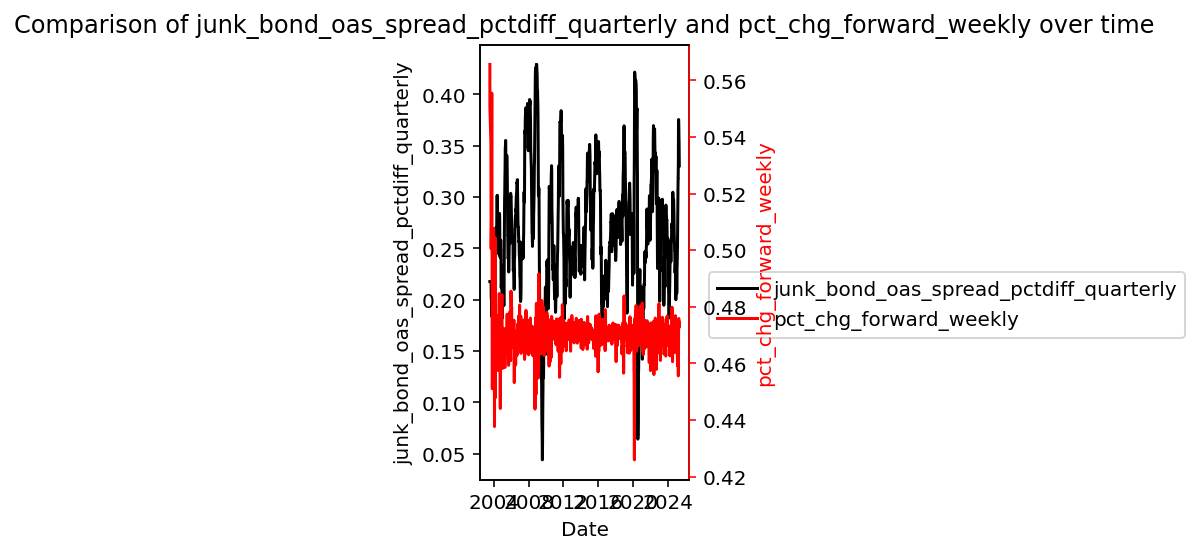 Comparison of junk_bond_oas_spread_pctdiff_quarterly and pct_chg_forward_weekly over time
junk_bond_oas_spread_pctdiff_quarterly
0.40
0.35
0.30
0.25
0.20
0.15
0.10
0.05
0.56
0.54
0.52
0.50
0.48
0.46
0.44
0.42
pct_chg_forward_weekly
junk_bond_oas_spread_pctdiff_quarterly
pct_chg_forward_weekly
2004 2008 2012 2016 2020 2024
Date